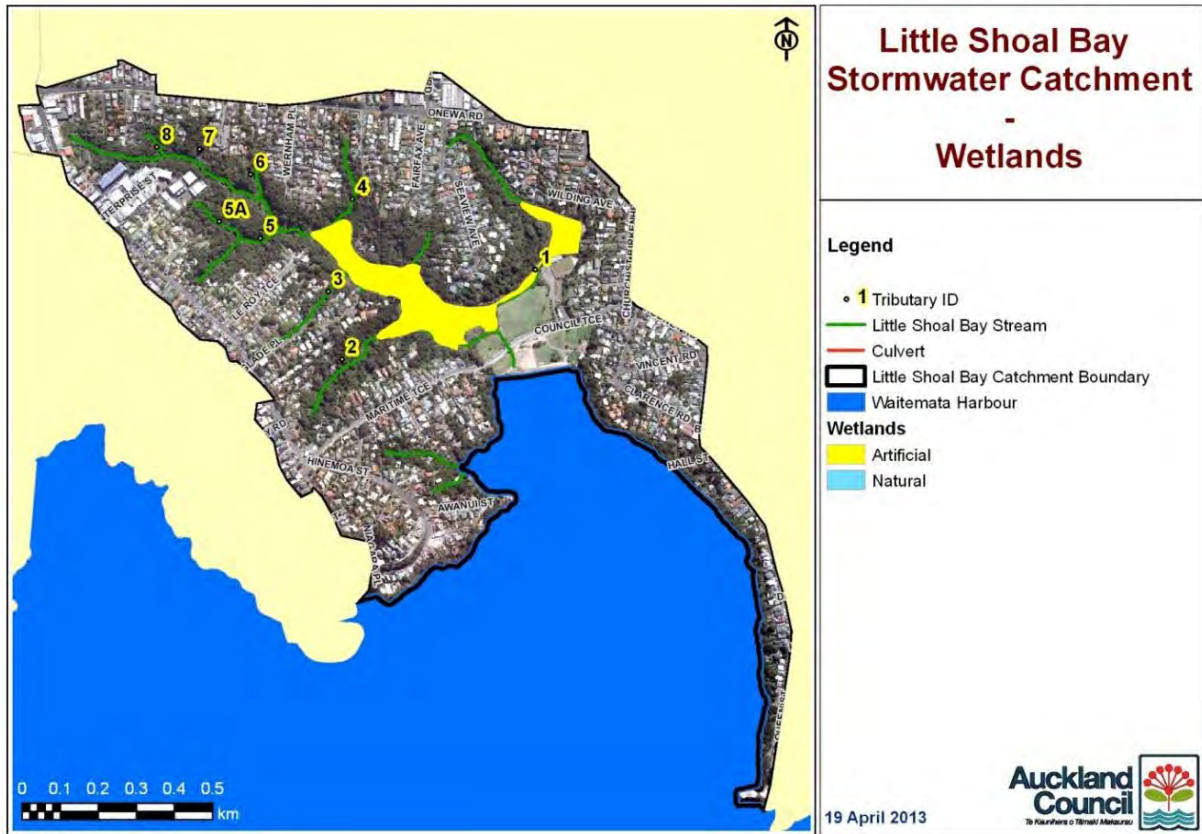 Little Shoal Bay
Stormwater Catchment
-
Wetlands
Legend
1 Tributary ID
Little Shoal Bay Stream
Culvert
Little Shoal Bay Catchment Boundary
Waitemata Harbour
Wetlands
Artificial
Natural
Auckland
Council
Te Kaunihera o Tāmaki Makaurau
19 April 2013
N
ONEWA RD
WERNHAM PL
FAIRFAX AVE
SEAVIEW AVE
WILDING AVE
8
7
6
4
5A
5
1
3
2
LE ROY TCE
COUNCIL TCE
VINCENT RD
CLARENCE RD
MARITIME TCE
HINEMOA ST
HALL ST
AWANUI ST
0 0.1 0.2 0.3 0.4 0.5
km